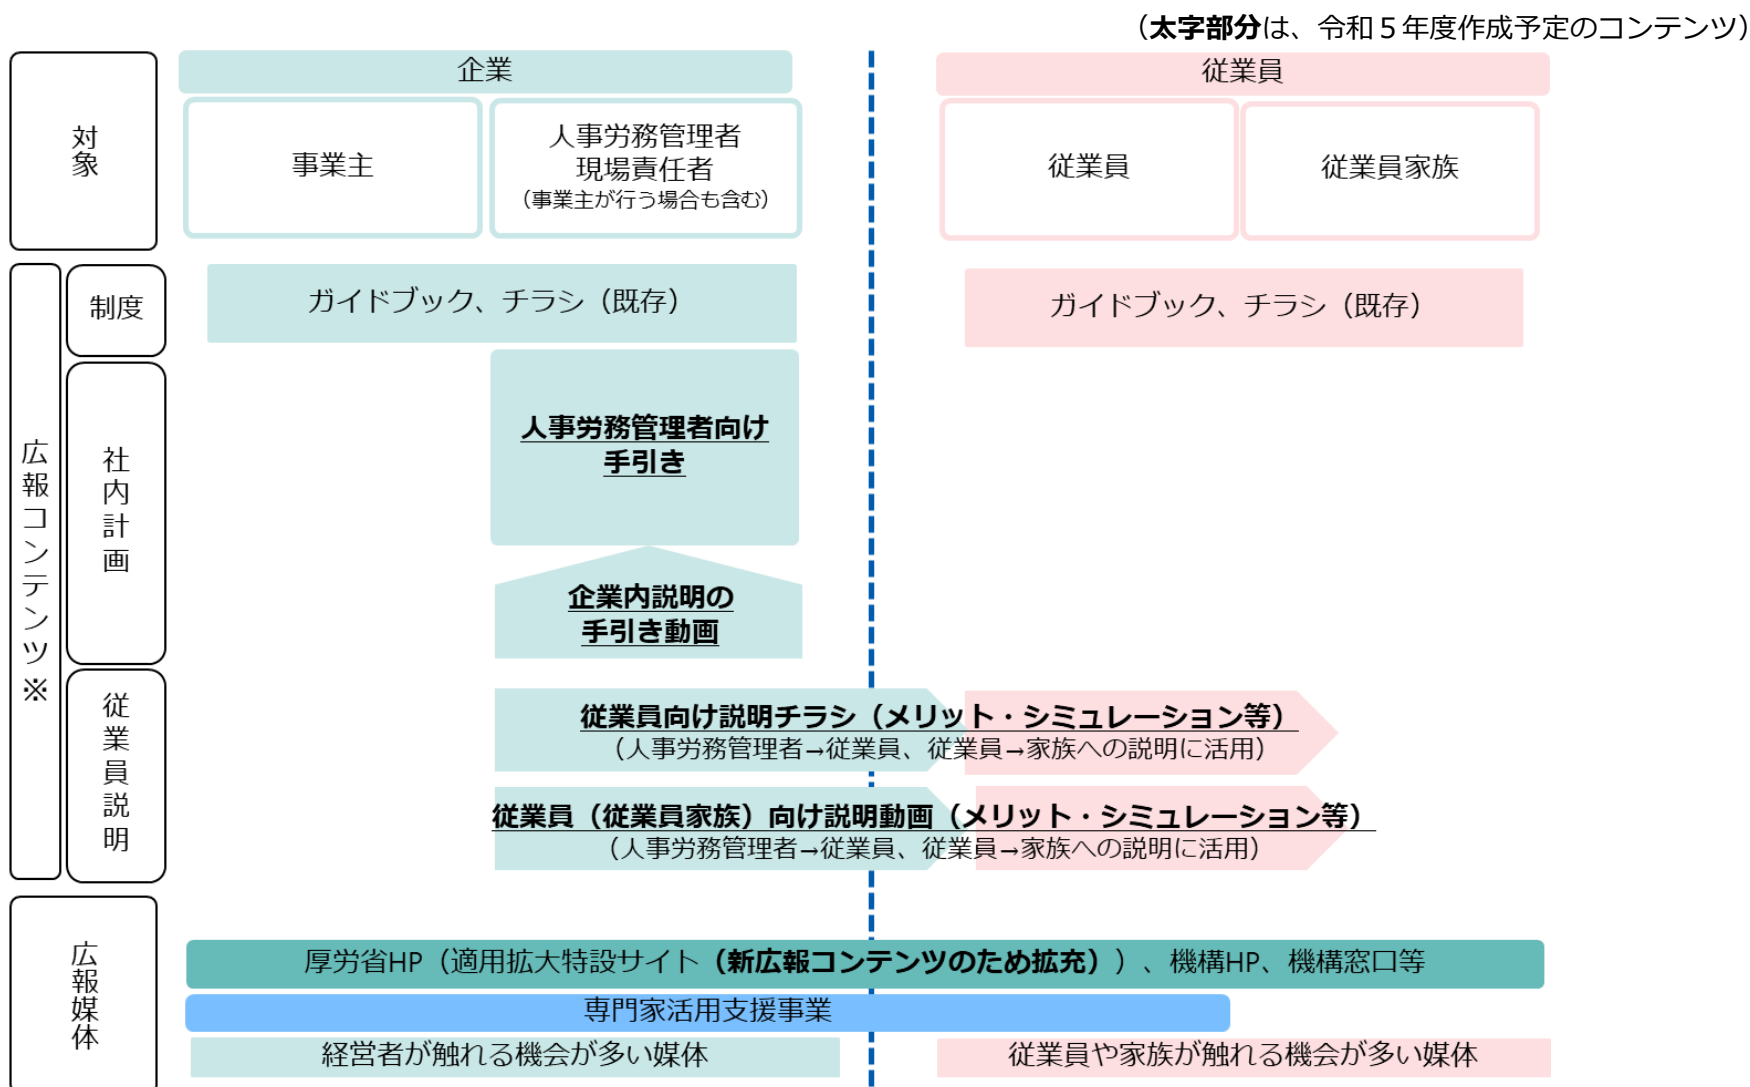 （太字部分は、令和５年度作成予定のコンテンツ）
対象
企業
従業員
事業主
人事労務管理者
現場責任者
（事業主が行う場合も含む）
従業員
従業員家族
広報コンテンツ※
制度
ガイドブック、チラシ（既存）
ガイドブック、チラシ（既存）
社内計画
人事労務管理者向け
手引き
企業内説明の
手引き動画
従業員説明
従業員向け説明チラシ（メリット・シミュレーション等）
（人事労務管理者→従業員、従業員→家族への説明に活用）
従業員（従業員家族）向け説明動画（メリット・シミュレーション等）
（人事労務管理者→従業員、従業員→家族への説明に活用）
広報媒体
厚労省HP（適用拡大特設サイト（新広報コンテンツのため拡充））、機構HP、機構窓口等
専門家活用支援事業
経営者が触れる機会が多い媒体
従業員や家族が触れる機会が多い媒体